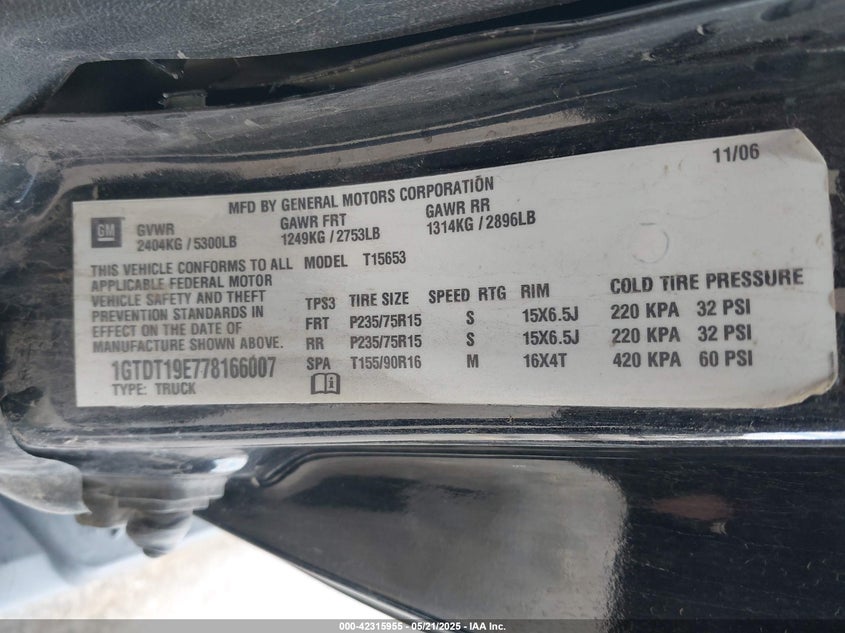 11/06
MFD BY GENERAL MOTORS CORPORATION
GM
GVWR GAWR FRT GAWR RR
2404KG / 5300LB 1249KG / 2753LB 1314KG / 2896LB
THIS VEHICLE CONFORMS TO ALL MODEL T15653
APPLICABLE FEDERAL MOTOR
VEHICLE SAFETY AND THEFT
PREVENTION STANDARDS IN
EFFECT ON THE DATE OF
MANUFACTURE SHOWN ABOVE.
TPS3 TIRE SIZE SPEED RTG RIM COLD TIRE PRESSURE
FRT P235/75R15 S 15X6.5J 220 KPA 32 PSI
RR P235/75R15 S 15X6.5J 220 KPA 32 PSI
SPA T155/90R16 M 16X4T 420 KPA 60 PSI
1GTDT19E778166007
TYPE: TRUCK
000-42315955 - 05/21/2025 - IAA Inc.